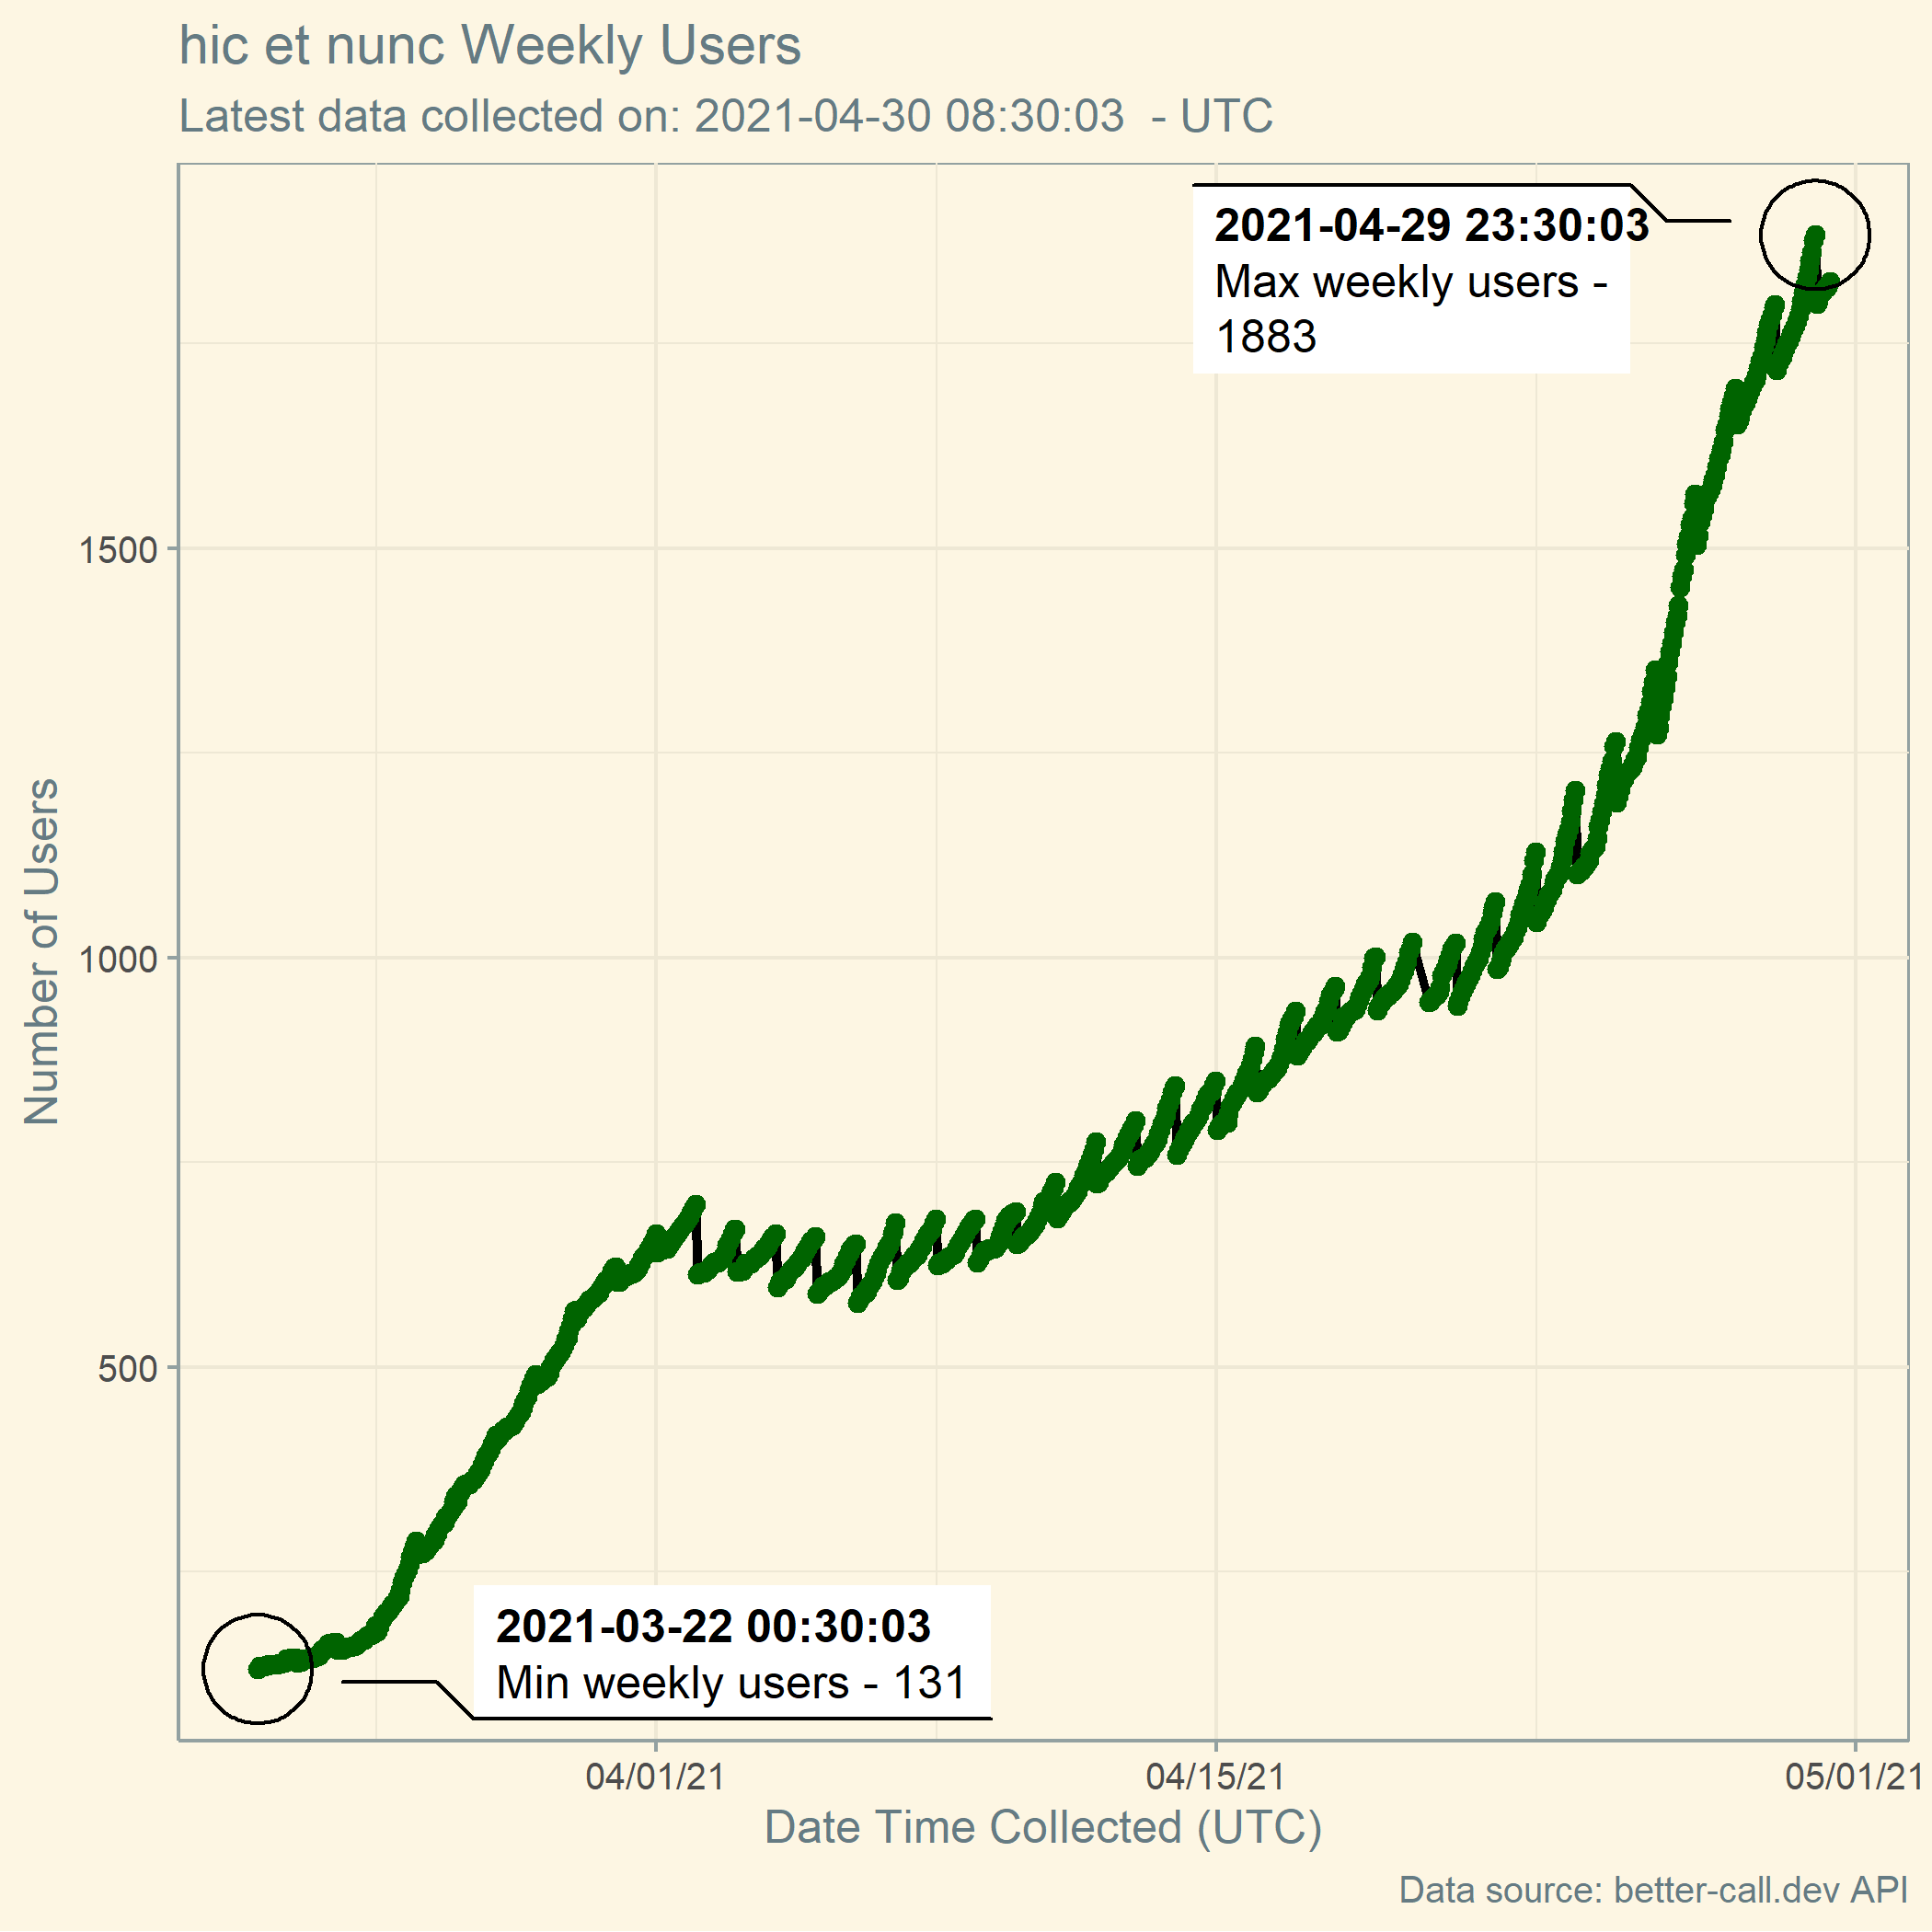 hic et nunc Weekly Users
Latest data collected on: 2021-04-30 08:30:03  - UTC
2021-04-29 23:30:03
Max weekly users -
1883
1500
1000
500
Number of Users
2021-03-22 00:30:03
Min weekly users - 131
04/01/21
04/15/21
05/01/21
Date Time Collected (UTC)
Data source: better-call.dev API